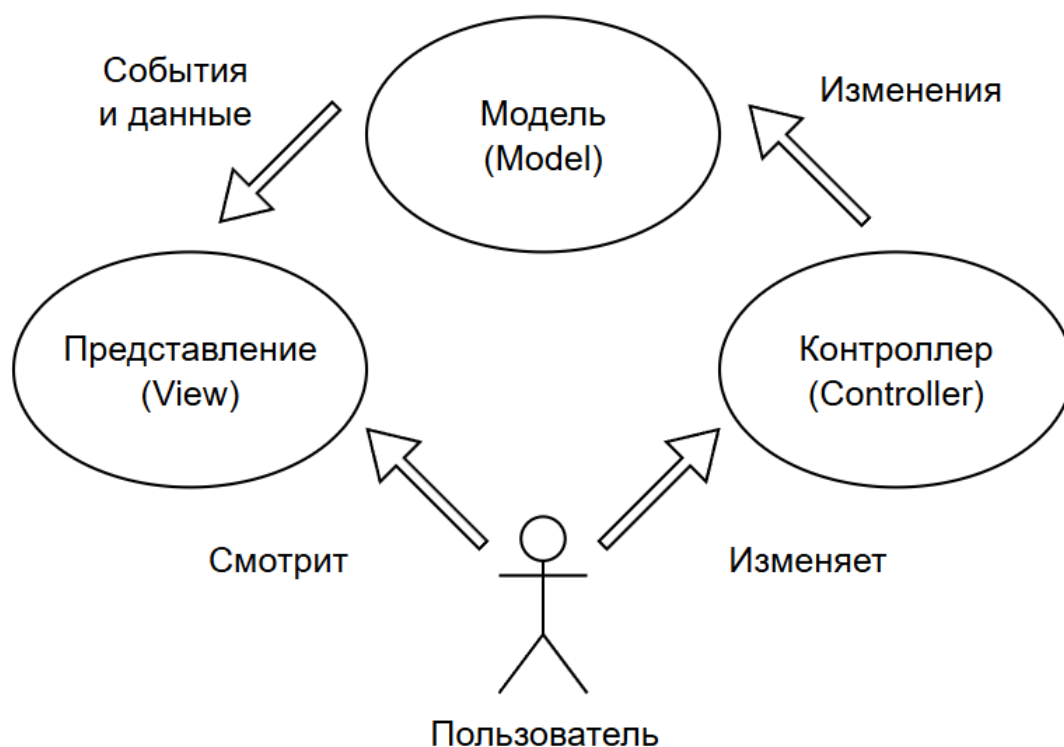 События
и данные
Модель
(Model)
Изменения
Представление
(View)
Контроллер
(Controller)
Смотрит
Изменяет
Пользователь